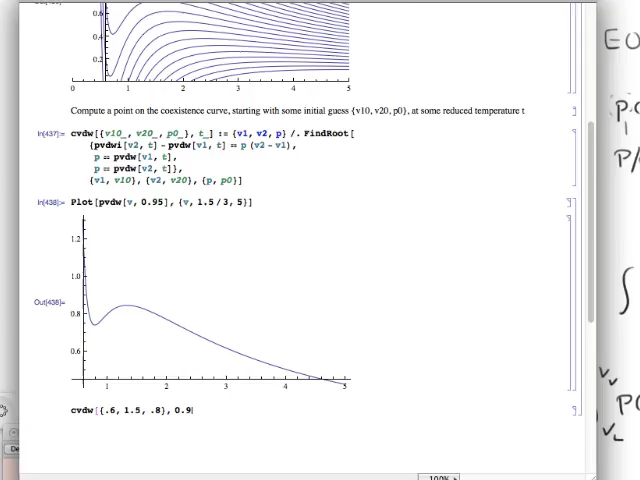 0.6
0.4
0.2
0 1 2 3 4 5
Compute a point on the coexistence curve, starting with some initial guess {v10, v20, p0}, at some reduced temperature t
In[437]:= cvdw[{v10_, v20_, p0_}, t_] := {v1, v2, p} /. FindRoot[
{pvdwi[v2, t] - pvdw[v1, t] == p (v2 - v1),
p == pvdw[v1, t],
p == pvdw[v2, t]},
{v1, v10}, {v2, v20}, {p, p0}]
In[438]:= Plot[pvdw[v, 0.95], {v, 1.5 / 3, 5}]
1.2
1.0
Out[438]=
0.8
0.6
1 2 3 4 5
cvdw[{.6, 1.5, .8}, 0.9
100%
EO
P/
∫
PO
V
VL
De